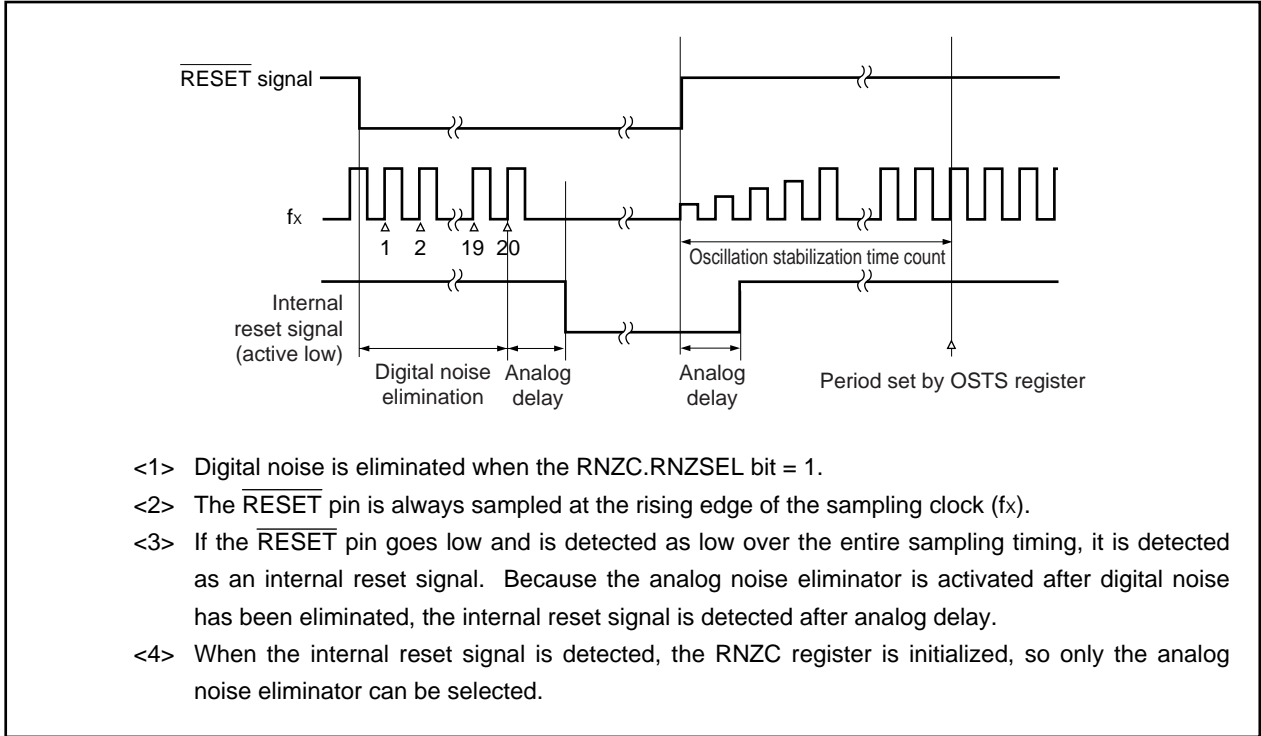 RESET signal
fX
1 2 19 20
Oscillation stabilization time count
Internal
reset signal
(active low)
Digital noise
elimination
Analog
delay
Analog
delay
Period set by OSTS register
<1> Digital noise is eliminated when the RNZC.RNZSEL bit = 1.
<2> The RESET pin is always sampled at the rising edge of the sampling clock (fX).
<3> If the RESET pin goes low and is detected as low over the entire sampling timing, it is detected
as an internal reset signal. Because the analog noise eliminator is activated after digital noise
has been eliminated, the internal reset signal is detected after analog delay.
<4> When the internal reset signal is detected, the RNZC register is initialized, so only the analog
noise eliminator can be selected.